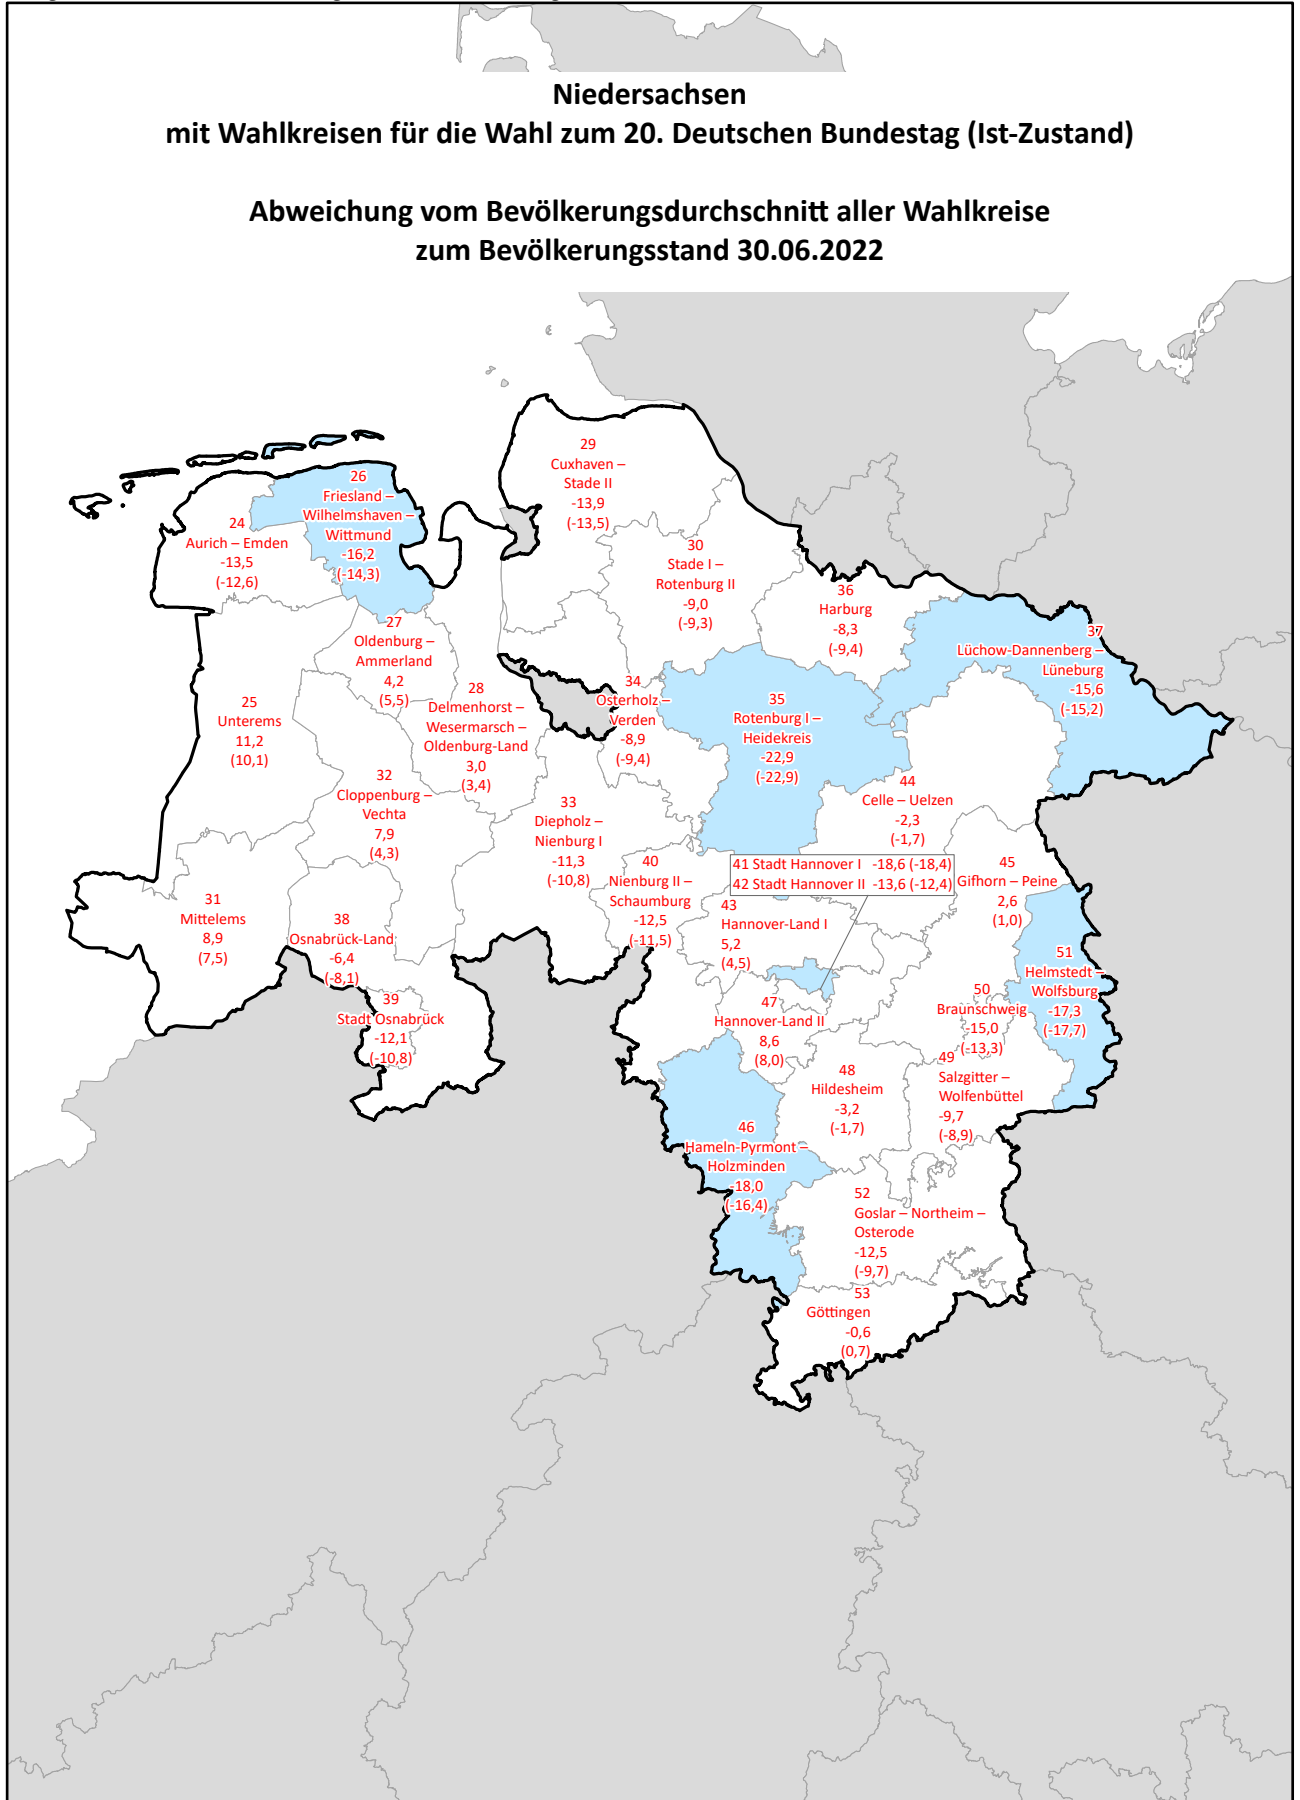 Niedersachsen
mit Wahlkreisen für die Wahl zum 20. Deutschen Bundestag (Ist-Zustand)
Abweichung vom Bevölkerungsdurchschnitt aller Wahlkreise
zum Bevölkerungsstand 30.06.2022
24
Aurich – Emden
-13,5
(-12,6)
26
Friesland –
Wilhelmshaven –
Wittmund
-16,2
(-14,3)
29
Cuxhaven –
Stade II
-13,9
(-13,5)
30
Stade I –
Rotenburg II
-9,0
(-9,3)
36
Harburg
-8,3
(-9,4)
37
Lüchow-Dannenberg –
Lüneburg
-15,6
(-15,2)
27
Oldenburg –
Ammerland
4,2
(5,5)
25
Unterems
11,2
(10,1)
28
Delmenhorst –
Wesermarsch –
Oldenburg-Land
3,0
(3,4)
34
Osterholz –
Verden
-8,9
(-9,4)
35
Rotenburg I –
Heidekreis
-22,9
(-22,9)
32
Cloppenburg –
Vechta
7,9
(4,3)
33
Diepholz –
Nienburg I
-11,3
(-10,8)
44
Celle – Uelzen
-2,3
(-1,7)
40
Nienburg II –
Schaumburg
-12,5
(-11,5)
41 Stadt Hannover I -18,6 (-18,4)
42 Stadt Hannover II -13,6 (-12,4)
45
Gifhorn – Peine
2,6
(1,0)
31
Mittelems
8,9
(7,5)
38
Osnabrück-Land
-6,4
(-8,1)
43
Hannover-Land I
5,2
(4,5)
51
Helmstedt –
Wolfsburg
-17,3
(-17,7)
39
Stadt Osnabrück
-12,1
(-10,8)
47
Hannover-Land II
8,6
(8,0)
50
Braunschweig
-15,0
(-13,3)
48
Hildesheim
-3,2
(-1,7)
49
Salzgitter –
Wolfenbüttel
-9,7
(-8,9)
46
Hameln-Pyrmont –
Holzminden
-18,0
(-16,4)
52
Goslar – Northeim –
Osterode
-12,5
(-9,7)
53
Göttingen
-0,6
(0,7)